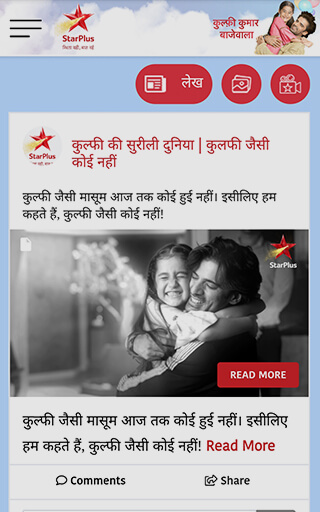 StarPlus
रिश्ता वही, बात नई
कुल्फ़ी कुमार
बाजेवाला
लेख
StarPlus
कुल्फी की सुरीली दुनिया | कुलफी जैसी
कोई नहीं
कुल्फी जैसी मासूम आज तक कोई हुई नहीं। इसीलिए हम
कहते हैं, कुल्फी जैसी कोई नहीं!
StarPlus
READ MORE
कुल्फी जैसी मासूम आज तक कोई हुई नहीं। इसीलिए
हम कहते हैं, कुल्फी जैसी कोई नहीं! Read More
Comments
Share